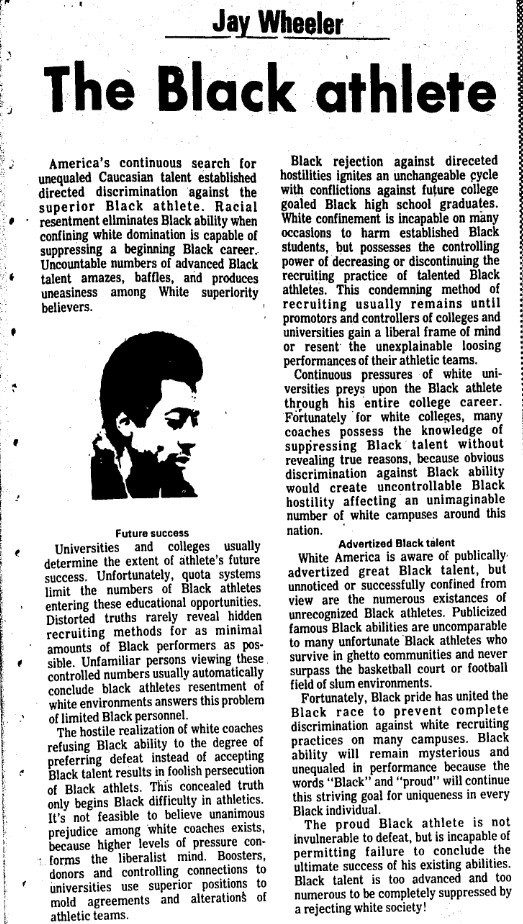 Jay Wheeler
The Black athlete
America's continuous search for
unequaled Caucasian talent established
directed discrimination against the
superior Black athlete. Racial
resentment eliminates Black ability when
confining white domination is capable of
suppressing a beginning Black career.
Uncountable numbers of advanced Black
talent amazes, baffles, and produces
uneasiness among White superiority
believers.
Future success
Universities and colleges usually
determine the extent of athlete's future
success. Unfortunately, quota systems
limit the numbers of Black athletes
entering these educational opportunities.
Distorted truths rarely reveal hidden
recruiting methods for as minimal
amounts of Black performers as pos-
sible. Unfamiliar persons viewing these
controlled numbers usually automatically
conclude black athletes resentment of
white environments answers this problem
of limited Black personnel.
The hostile realization of white coaches
refusing Black ability to the degree of
preferring defeat instead of accepting
Black talent results in foolish persecution
of Black athletes. This concealed truth
only begins Black difficulty in athletics.
It's not feasible to believe unanimous
prejudice among white coaches exists,
because higher levels of pressure con-
forms the liberalist mind. Boosters,
donors and controlling connections to
universities use superior positions to
mold agreements and alterations of
athletic teams.
Black rejection against direceted
hostilities ignites an unchangeable cycle
with conflictions against future college
goaled Black high school graduates.
White confinement is incapable on many
occasions to harm established Black
students, but possesses the controlling
power of decreasing or discontinuing the
recruiting practice of talented Black
athletes. This condemning method of
recruiting usually remains until
promotors and controllers of colleges and
universities gain a liberal frame of mind
or resent the unexplainable loosing
performances of their athletic teams.
Continuous pressures of white uni-
versities preys upon the Black athlete
through his entire college career.
Fortunately for white colleges, many
coaches possess the knowledge of
suppressing Black talent without
revealing true reasons, because obvious
discrimination against Black ability
would create uncontrollable Black
hostility affecting an unimaginable
number of white campuses around this
nation.
Advertized Black talent
White America is aware of publically
advertized great Black talent, but
unnoticed or successfully confined from
view are the numerous existances of
unrecognized Black athletes. Publicized
famous Black abilities are uncomparable
to many unfortunate Black athletes who
survive in ghetto communities and never
surpass the basketball court or football
field of slum environments.
Fortunately, Black pride has united the
Black race to prevent complete
discrimination against white recruiting
practices on many campuses. Black
ability will remain mysterious and
unequaled in performance because the
words "Black" and "proud" will continue
this striving goal for uniqueness in every
Black individual.
The proud Black athlete is not
invulnerable to defeat, but is incapable of
permitting failure to conclude the
ultimate success of his existing abilities.
Black talent is too advanced and too
numerous to be completely suppressed by
a rejecting white society!